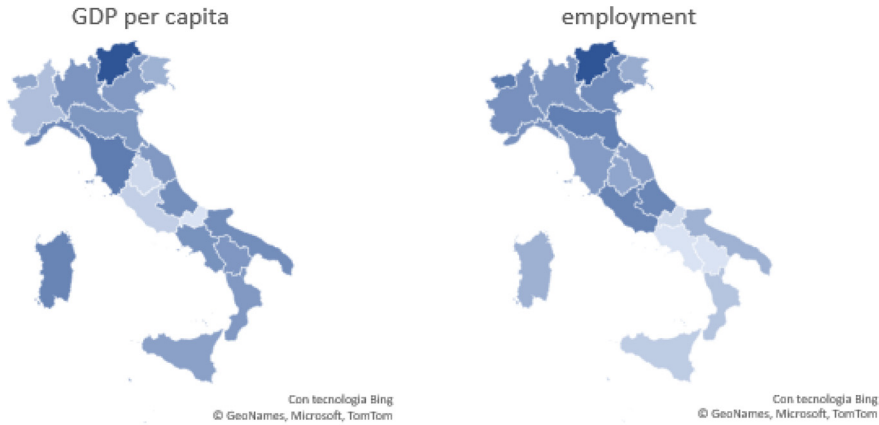 GDP per capita
employment
Con tecnologia Bing
© GeoNames, Microsoft, TomTom
Con tecnologia Bing
© GeoNames, Microsoft, TomTom